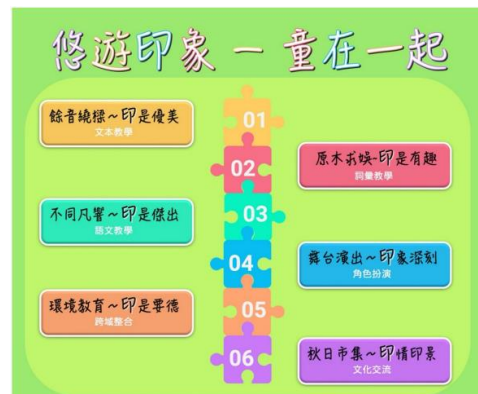 悠遊印象 — 童在一起
01
餘音繞樑~印是優美
文本教學
02
原木求娛~印是有趣
詞彙教學
03
不同凡響~印是傑出
語文教學
04
舞台演出~印象深刻
角色扮演
05
環境教育~印是要德
跨域整合
06
秋日市集~印情印景
文化交流